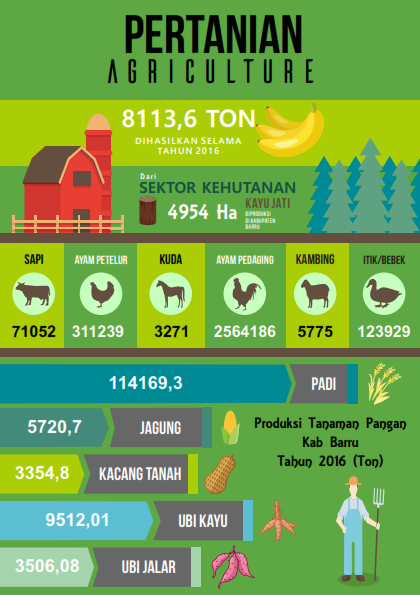 PERTANIAN
AGRICULTURE
8113,6 TON
DIHASILKAN SELAMA
TAHUN 2016
Dari
SEKTOR KEHUTANAN
4954 Ha
KAYU JATI
DIPRODUKSI
DI KABUPATEN
BARRU
SAPI
71052
AYAM PETELUR
311239
KUDA
3271
AYAM PEDAGING
2564186
KAMBING
5775
ITIK/BEBEK
123929
114169,3 PADI
5720,7 JAGUNG
3354,8 KACANG TANAH
9512,01 UBI KAYU
3506,08 UBI JALAR
Produksi Tanaman Pangan
Kab Barru
Tahun 2016 (Ton)